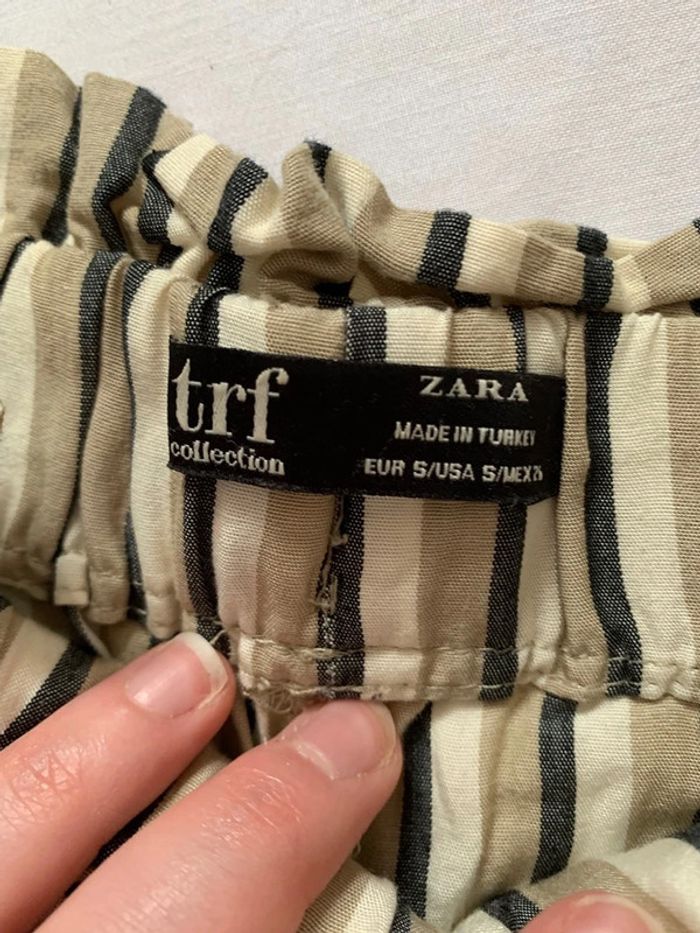 trf
collection
ZARA
MADE IN TURKEY
EUR S/USA S/MEX 26